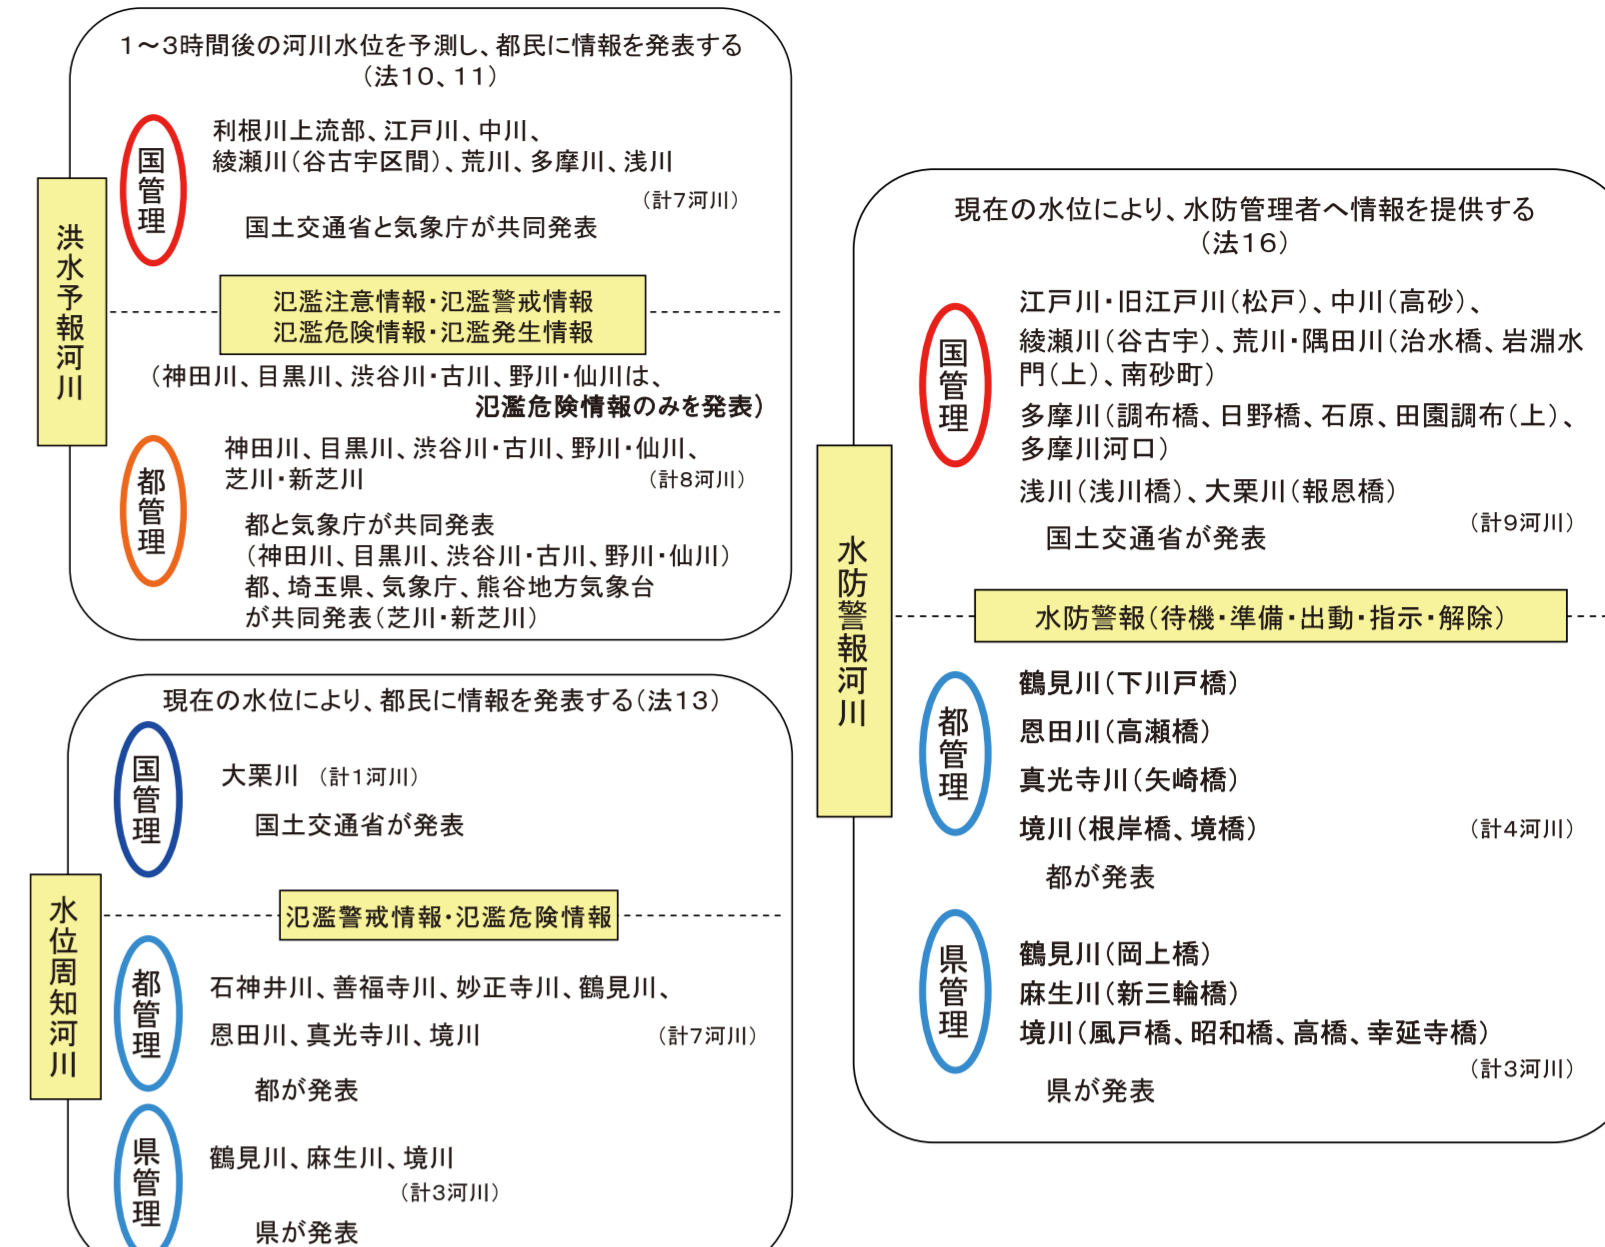 1～3時間後の河川水位を予測し、都民に情報を発表する
（法10、11）
洪水予報河川
国管理
利根川上流部、江戸川、中川、
綾瀬川（谷古宇区間）、荒川、多摩川、浅川
（計7河川）
国土交通省と気象庁が共同発表
氾濫注意情報・氾濫警戒情報
氾濫危険情報・氾濫発生情報
（神田川、目黒川、渋谷川・古川、野川・仙川は、
氾濫危険情報のみを発表）
都管理
神田川、目黒川、渋谷川・古川、野川・仙川、
芝川・新芝川
（計8河川）
都と気象庁が共同発表
（神田川、目黒川、渋谷川・古川、野川・仙川）
都、埼玉県、気象庁、熊谷地方気象台
が共同発表（芝川・新芝川）
現在の水位により、都民に情報を発表する（法13）
水位周知河川
国管理
大栗川 （計1河川）
国土交通省が発表
氾濫警戒情報・氾濫危険情報
都管理
石神井川、善福寺川、妙正寺川、鶴見川、
恩田川、真光寺川、境川
（計7河川）
都が発表
県管理
鶴見川、麻生川、境川
（計3河川）
県が発表
現在の水位により、水防管理者へ情報を提供する
（法16）
水防警報河川
国管理
江戸川・旧江戸川（松戸）、中川（高砂）、
綾瀬川（谷古宇）、荒川・隅田川（治水橋、岩淵水
門（上）、南砂町）
多摩川（調布橋、日野橋、石原、田園調布（上）、
多摩川河口）
浅川（浅川橋）、大栗川（報恩橋）
（計9河川）
国土交通省が発表
水防警報（待機・準備・出動・指示・解除）
都管理
鶴見川（下川戸橋）
恩田川（高瀬橋）
真光寺川（矢崎橋）
境川（根岸橋、境橋）
（計4河川）
都が発表
県管理
鶴見川（岡上橋）
麻生川（新三輪橋）
境川（風戸橋、昭和橋、高橋、幸延寺橋）
（計3河川）
県が発表